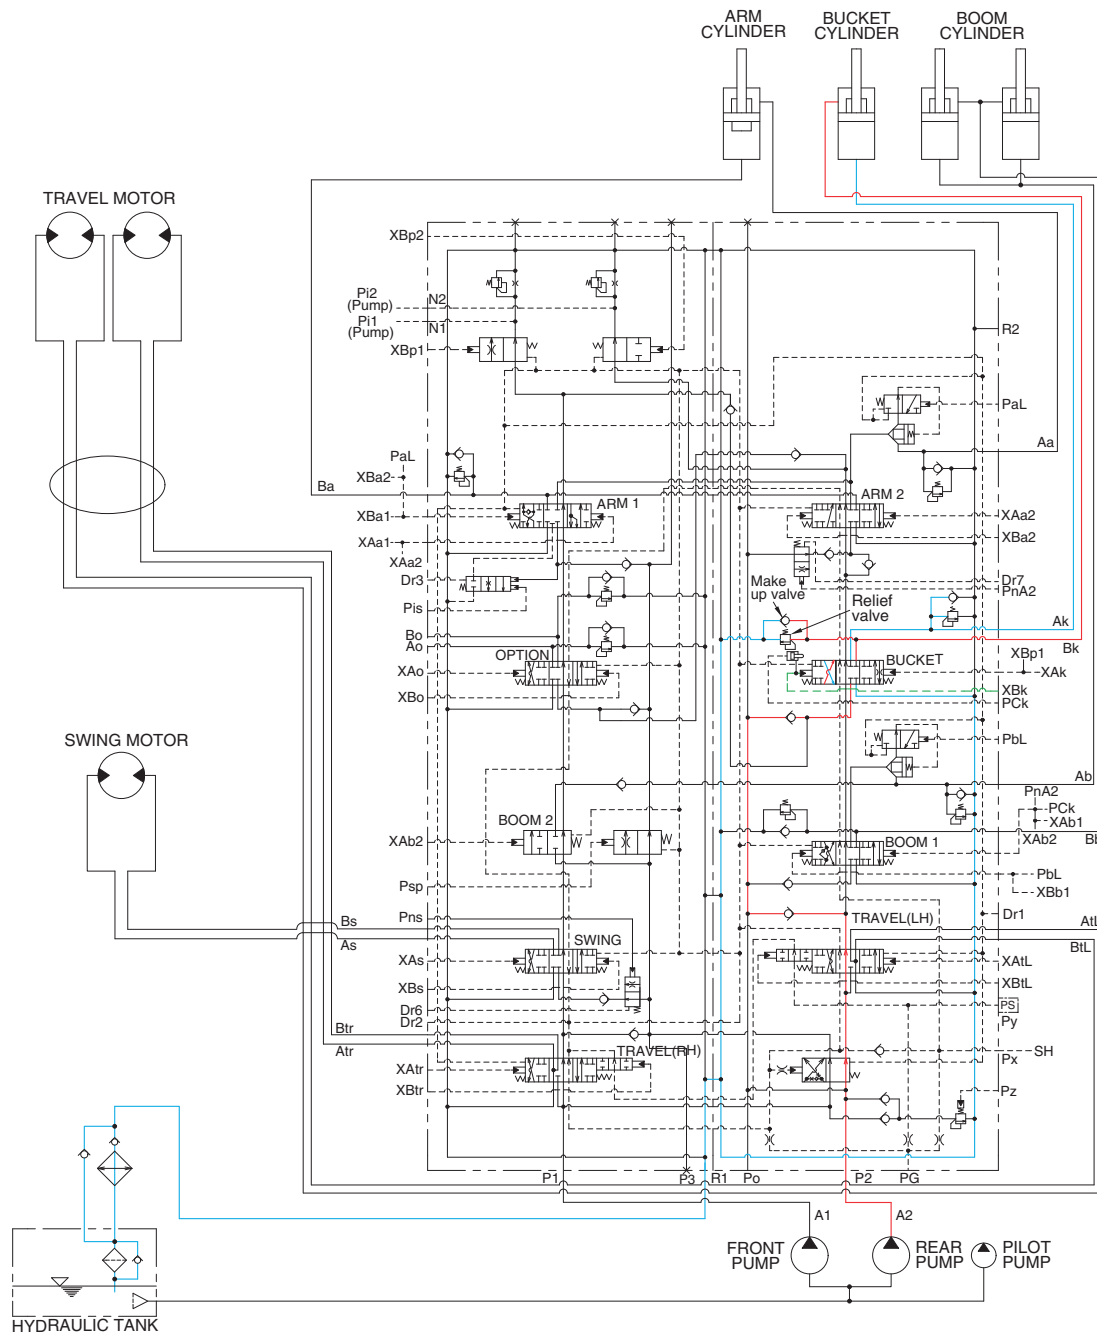 ARM
CYLINDER
BUCKET
CYLINDER
BOOM
CYLINDER
TRAVEL MOTOR
XBp2
Pi2
(Pump)
N2
Pi1
(Pump)
N1
R2
XBp1
PaL
Aa
PaL
XBa2
Ba
ARM 1
ARM 2
XBa1
XAa2
XAa1
XBa2
XAa2
Dr3
Dr7
Pis
PnA2
Make
up valve
Relief
valve
Ak
Bo
Ao
Bk
OPTION
BUCKET
XBp1
XAo
XAk
XBo
XBk
PCk
SWING MOTOR
PbL
Ab
PnA2
PCk
BOOM 2
XAb1
XAb2
BOOM 1
XAb2
Bb
Psp
PbL
XBb1
Pns
Bs
TRAVEL(LH)
Dr1
AtL
As
SWING
BtL
XAs
XAtL
XBs
XBtL
Dr6
PS
Dr2
Py
Btr
Atr
TRAVEL(RH)
SH
Px
XAtr
XBtr
Pz
P1
P3
R1
Po
P2
PG
A1
A2
FRONT
PUMP
REAR
PUMP
PILOT
PUMP
HYDRAULIC TANK